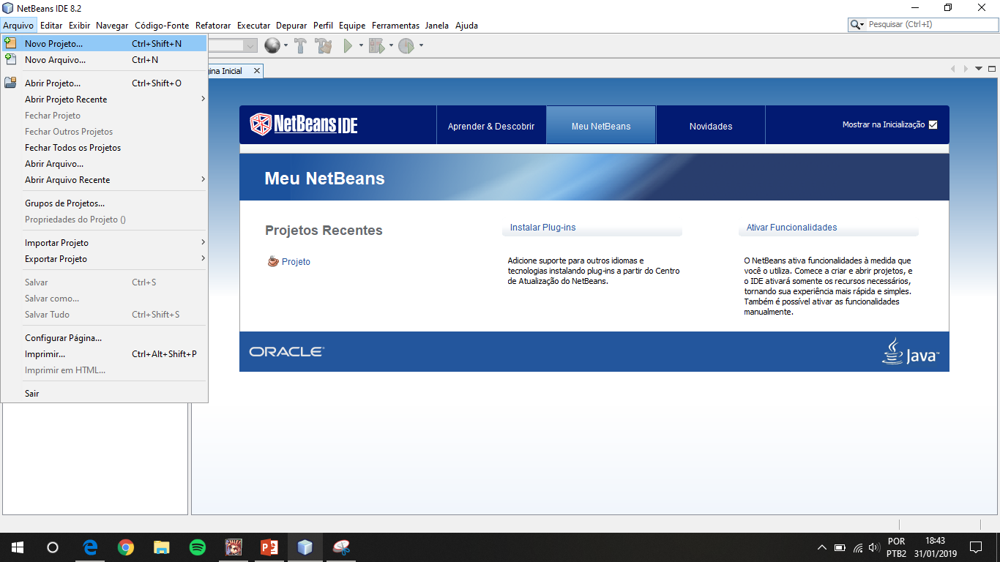 NetBeans IDE 8.2
Arquivo Editar Exibir Navegar Código-Fonte Refatorar Executar Depurar Perfil Equipe Ferramentas Janela Ajuda
Pesquisar (Ctrl+I)
Novo Projeto... Ctrl+Shift+N
Novo Arquivo... Ctrl+N
Abrir Projeto... Ctrl+Shift+O
Abrir Projeto Recente
Fechar Projeto
Fechar Outros Projetos
Fechar Todos os Projetos
Abrir Arquivo...
Abrir Arquivo Recente
Grupos de Projetos...
Propriedades do Projeto ()
Importar Projeto
Exportar Projeto
Salvar Ctrl+S
Salvar como...
Salvar Tudo Ctrl+Shift+S
Configurar Página...
Imprimir... Ctrl+Alt+Shift+P
Imprimir em HTML...
Sair
gina Inicial
NetBeans IDE
Aprender & Descobrir
Meu NetBeans
Novidades
Mostrar na Inicialização
Meu NetBeans
Projetos Recentes
Projeto
Instalar Plug-ins
Adicione suporte para outros idiomas e
tecnologias instalando plug-ins a partir do Centro
de Atualização do NetBeans.
Ativar Funcionalidades
O NetBeans ativa funcionalidades à medida que
você o utiliza. Comece a criar e abrir projetos, e
o IDE ativará somente os recursos necessários,
tornando sua experiência mais rápida e simples.
Também é possível ativar as funcionalidades
manualmente.
ORACLE
Java
POR
PTB2
18:43
31/01/2019